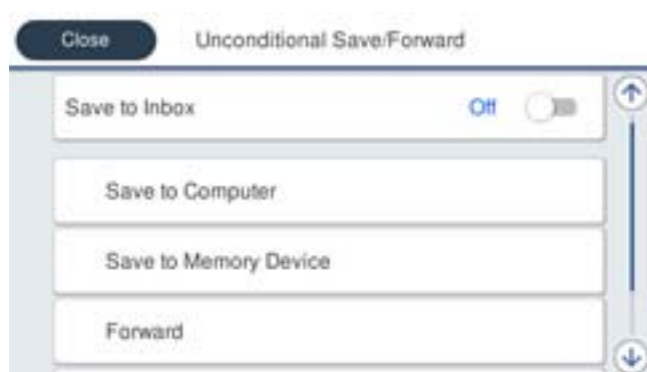 Close Unconditional Save/Forward
Save to Inbox Off
Save to Computer
Save to Memory Device
Forward